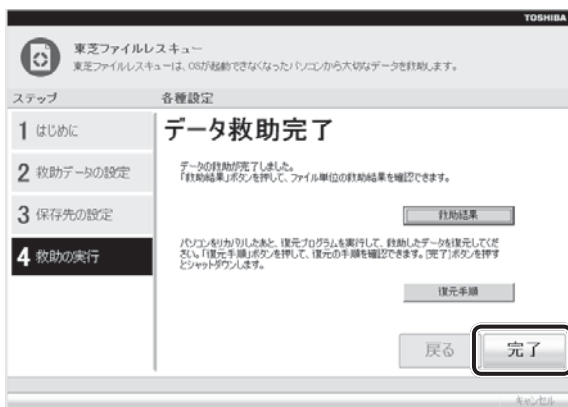 TOSHIBA
東芝ファイルレスキュー
東芝ファイルレスキューは、OSが起動できなくなったパソコンから大切なデータを救助します。
ステップ
各種設定
1 はじめに
2 救助データの設定
3 保存先の設定
4 救助の実行
データ救助完了
データの救助が完了しました。
「救助結果」ボタンを押して、ファイル単位の救助結果を確認できます。
救助結果
パソコンをリカバリしたあと、復元プログラムを実行して、救助したデータを復元してくだ
さい。「復元手順」ボタンを押して、復元の手順を確認できます。[完了]ボタンを押す
とシャットダウンします。
復元手順
戻る
完了
キャンセル